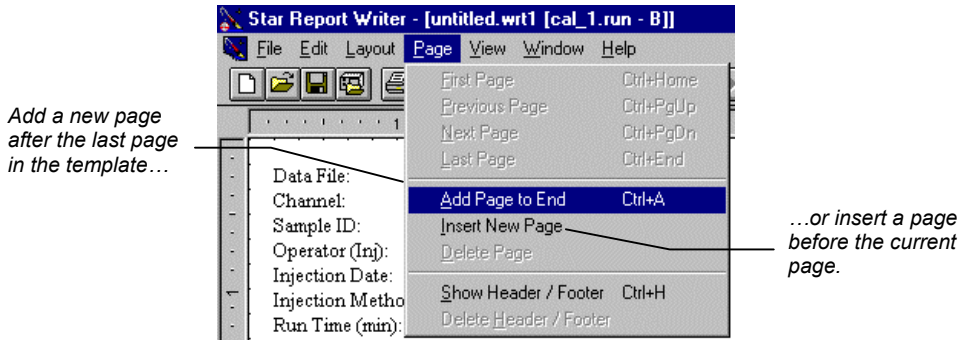 Star Report Writer - [untitled.wrt1 [cal_1.run - B]]
File Edit Layout Page View Window Help
First Page Ctrl+Home
Previous Page Ctrl+PgUp
Next Page Ctrl+PgDn
Last Page Ctrl+End
Add Page to End Ctrl+A
Insert New Page
Delete Page
Show Header / Footer Ctrl+H
Delete Header / Footer
1
1
Data File:
Channel:
Sample ID:
Operator (Inj):
Injection Date:
Injection Metho
Run Time (min):
Add a new page
after the last page
in the template…
…or insert a page
before the current
page.